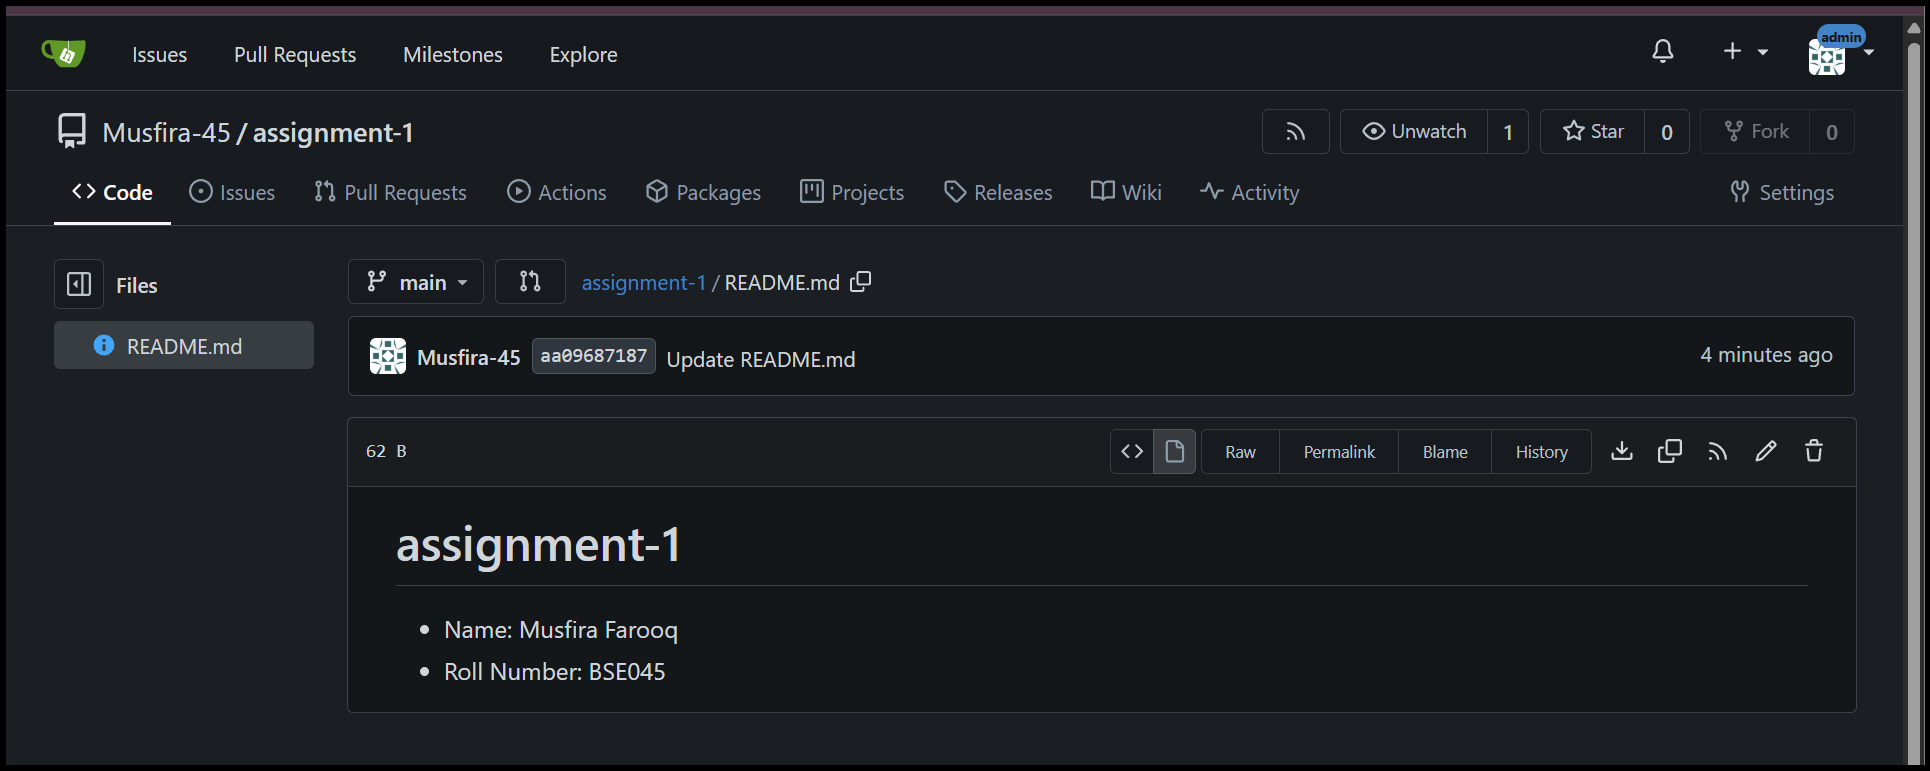 Issues Pull Requests Milestones Explore admin
Musfira-45 / assignment-1 Unwatch 1 Star 0 Fork 0
Code Issues Pull Requests Actions Packages Projects Releases Wiki Activity Settings
Files main assignment-1 / README.md
README.md
Musfira-45 aa09687187 Update README.md 4 minutes ago
62 B Raw Permalink Blame History
assignment-1
• Name: Musfira Farooq
• Roll Number: BSE045